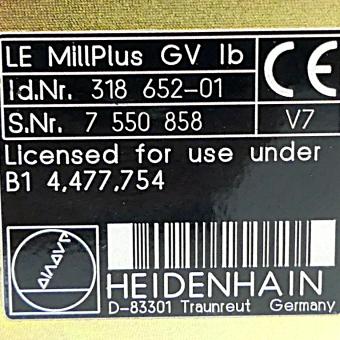 LE MillPlus GV Ib
Id.Nr. 318 652-01
S.Nr. 7 550 858 V7
CE
Licensed for use under
B1 4,477,754
HEIDENHAIN
D-83301 Traunreut Germany